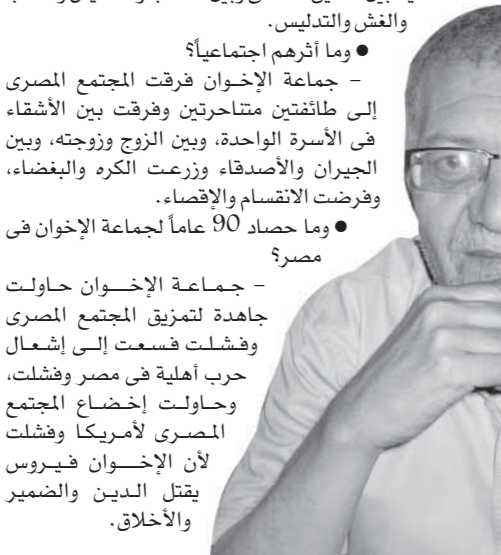 والغش والتدليس.
● وما أثرهم اجتماعياً؟
- جماعة الإخوان فرقت المجتمع المصرى
إلى طائفتين متناحرتين وفرقت بين الأشقاء
فى الأسرة الواحدة، وبين الزوج وزوجته، وبين
الجيران والأصدقاء وزرعت الكره والبغضاء،
وفرضت الانقسام والإقصاء.
● وما حصاد 90 عاماً لجماعة الإخوان فى
مصر؟
- جماعة الإخوان حاولت
جاهدة لتمزيق المجتمع المصرى
وفشلت فسعت إلى إشعال
حرب أهلية فى مصر وفشلت،
وحاولت إخضاع المجتمع
المصرى لأمريكا وفشلت
لأن الإخوان فيروس
يقتل الدين والضمير
والأخلاق.